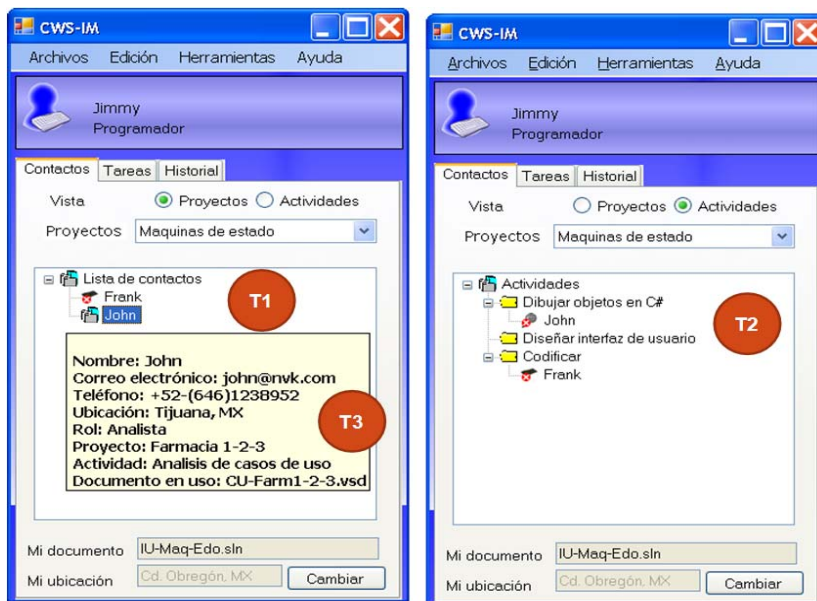 CWS-IM
Archivos Edición Herramientas Ayuda
Jimmy
Programador
Contactos Tareas Historial
Vista Proyectos Actividades
Proyectos Maquinas de estado
Lista de contactos
Frank
John
T1
Nombre: John
Correo electrónico: john@nvk.com
Teléfono: +52-(646)1238952
Ubicación: Tijuana, MX
Rol: Analista
Proyecto: Farmacia 1-2-3
Actividad: Analisis de casos de uso
Documento en uso: CU-Farm1-2-3.vsd
T3
Mi documento IU-Maq-Edo.sln
Mi ubicación Cd. Obregón, MX Cambiar
CWS-IM
Archivos Edición Herramientas Ayuda
Jimmy
Programador
Contactos Tareas Historial
Vista Proyectos Actividades
Proyectos Maquinas de estado
Actividades
Dibujar objetos en C#
John
Diseñar interfaz de usuario
Codificar
Frank
T2
Mi documento IU-Maq-Edo.sln
Mi ubicación Cd. Obregón, MX Cambiar